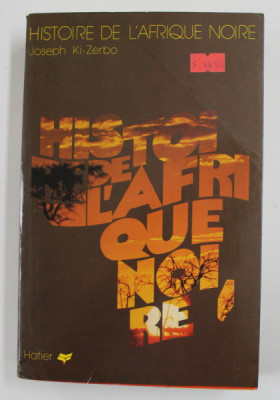 HISTOIRE DE L'AFRIQUE NOIRE
Joseph Ki-Zerbo
HISTOI
RE DE
L'AFRI
QUE
NOI
RE
Hatier